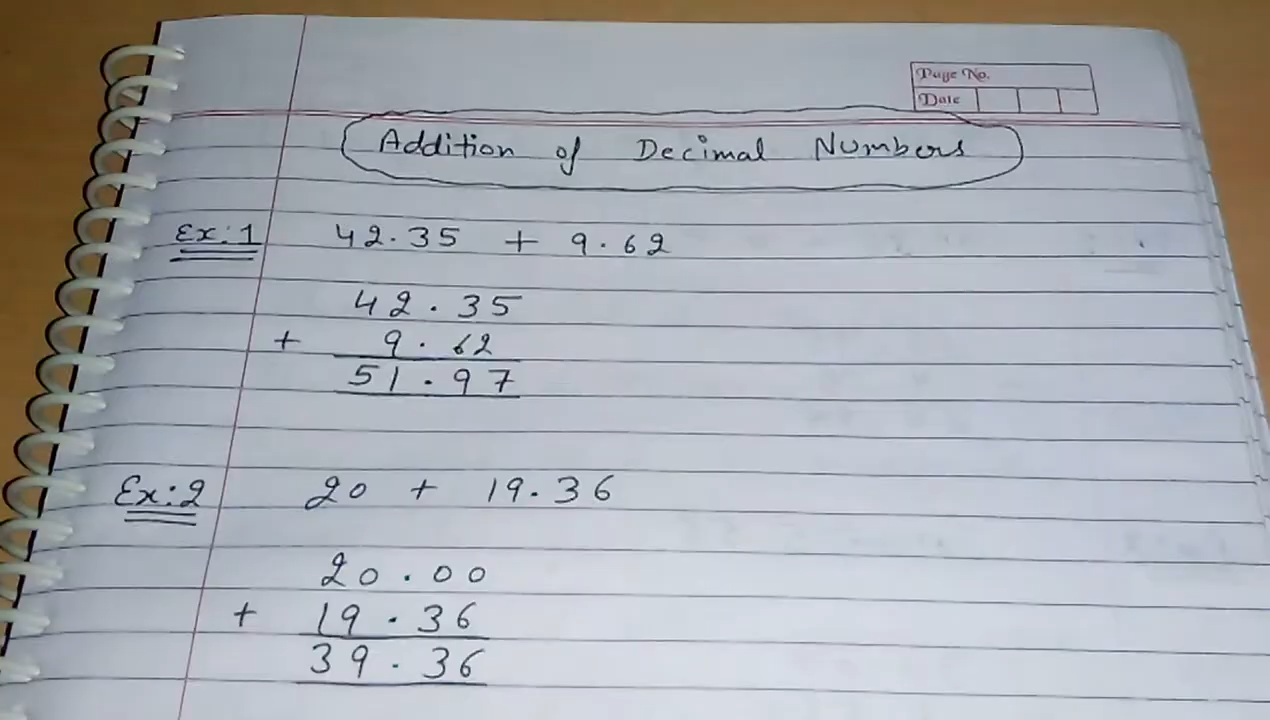 Page No.
Date
Addition of Decimal Numbers
Ex:1 42.35 + 9.62
42.35
+ 9.62
51.97
Ex:2 20 + 19.36
20.00
+ 19.36
39.36